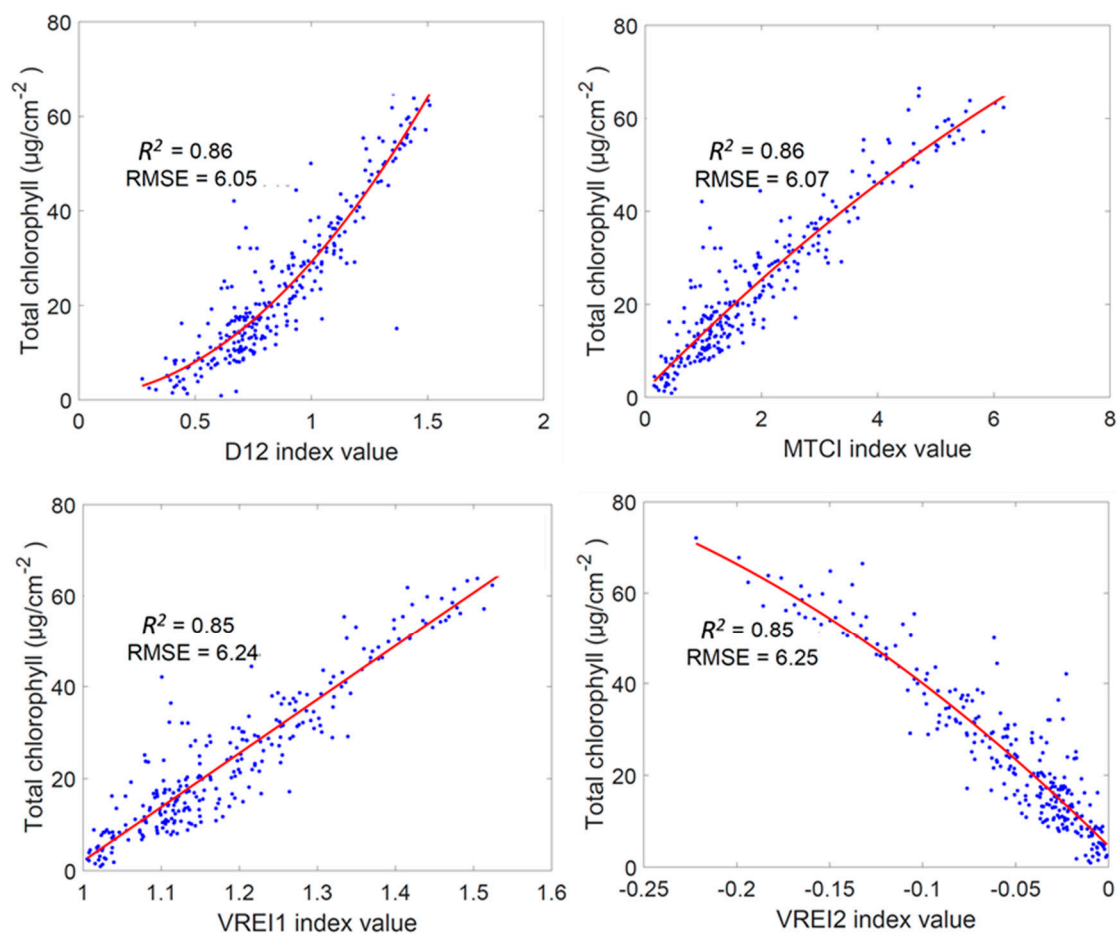 80
60
40
20
0
Total chlorophyll (µg/cm⁻² )
R² = 0.86
RMSE = 6.05
0 0.5 1 1.5 2
D12 index value
80
60
40
20
0
Total chlorophyll (µg/cm⁻² )
R² = 0.86
RMSE = 6.07
0 2 4 6 8
MTCI index value
80
60
40
20
0
Total chlorophyll (µg/cm⁻² )
R² = 0.85
RMSE = 6.24
1 1.1 1.2 1.3 1.4 1.5 1.6
VREI1 index value
80
60
40
20
0
Total chlorophyll (µg/cm⁻² )
R² = 0.85
RMSE = 6.25
-0.25 -0.2 -0.15 -0.1 -0.05 0
VREI2 index value